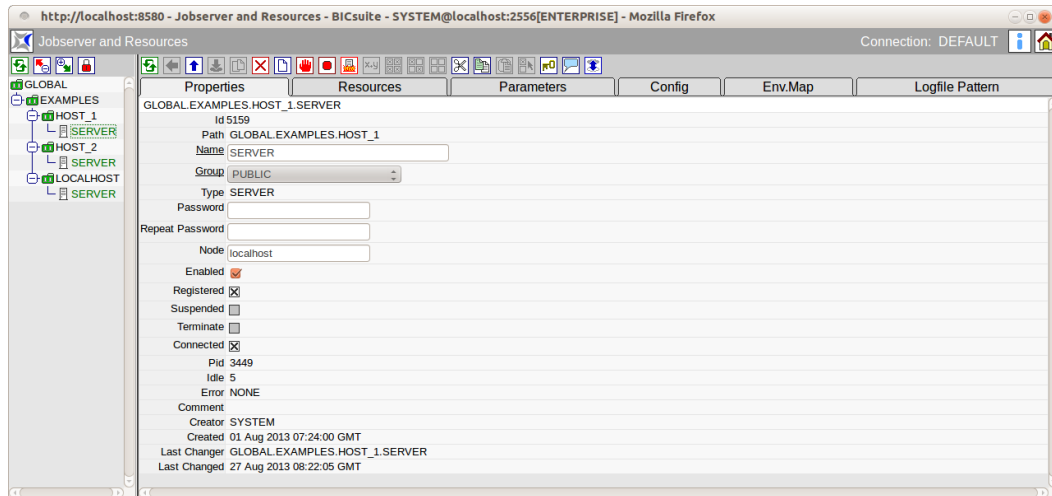 http://localhost:8580 - Jobserver and Resources - BICsuite - SYSTEM@localhost:2556[ENTERPRISE] - Mozilla Firefox
Jobserver and Resources
Connection: DEFAULT
GLOBAL
EXAMPLES
HOST_1
SERVER
HOST_2
SERVER
LOCALHOST
SERVER
Properties
Resources
Parameters
Config
Env.Map
Logfile Pattern
GLOBAL.EXAMPLES.HOST_1.SERVER
Id 5159
Path GLOBAL.EXAMPLES.HOST_1
Name SERVER
Group PUBLIC
Type SERVER
Password
Repeat Password
Node localhost
Enabled
Registered
Suspended
Terminate
Connected
Pid 3449
Idle 5
Error NONE
Comment
Creator SYSTEM
Created 01 Aug 2013 07:24:00 GMT
Last Changer GLOBAL.EXAMPLES.HOST_1.SERVER
Last Changed 27 Aug 2013 08:22:05 GMT